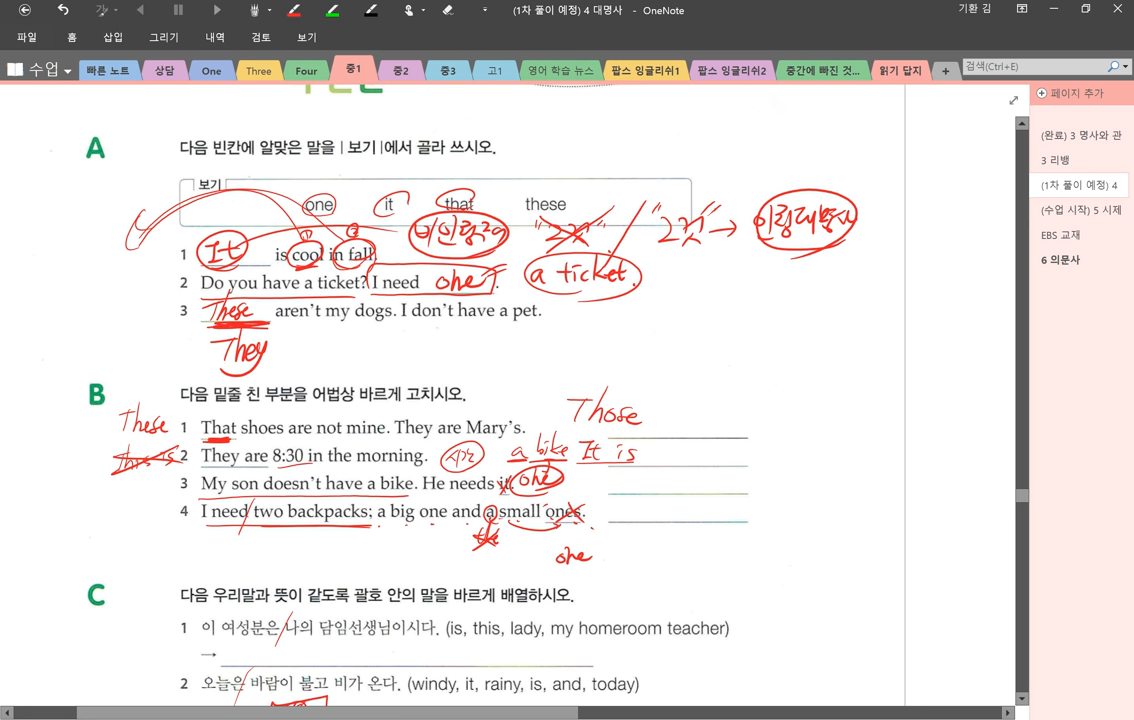 (1차 풀이 예정) 4 대명사 - OneNote
기환 김
파일 홈 삽입 그리기 내역 검토 보기
수업 빠른 노트 상담 One Three Four 중1 중2 중3 고1 영어 학습 뉴스 팝스 잉글리쉬1 팝스 잉글리쉬2 중간에 빠진 것... 읽기 답지 + 검색(Ctrl+E)
페이지 추가
(완료) 3 명사와 관
3 리뱅
(1차 풀이 예정) 4
(수업 시작) 5 시제
EBS 교재
6 의문사
A 다음 빈칸에 알맞은 말을 | 보기 |에서 골라 쓰시오.
보기
one it that these
비인칭주어 "그것" "그것" → 인칭대명사
1 It is cool in fall.
① ②
2 Do you have a ticket? I need one. a ticket.
3 These aren't my dogs. I don't have a pet.
They
B 다음 밑줄 친 부분을 어법상 바르게 고치시오.
These Those
1 That shoes are not mine. They are Mary's.
this is
2 They are 8:30 in the morning. 시간 a bike It is
3 My son doesn't have a bike. He needs it. one
4 I need two backpacks; a big one and a small ones.
the
one
C 다음 우리말과 뜻이 같도록 괄호 안의 말을 바르게 배열하시오.
1 이 여성분은 나의 담임선생님이시다. (is, this, lady, my homeroom teacher)
→
2 오늘은 바람이 불고 비가 온다. (windy, it, rainy, is, and, today)